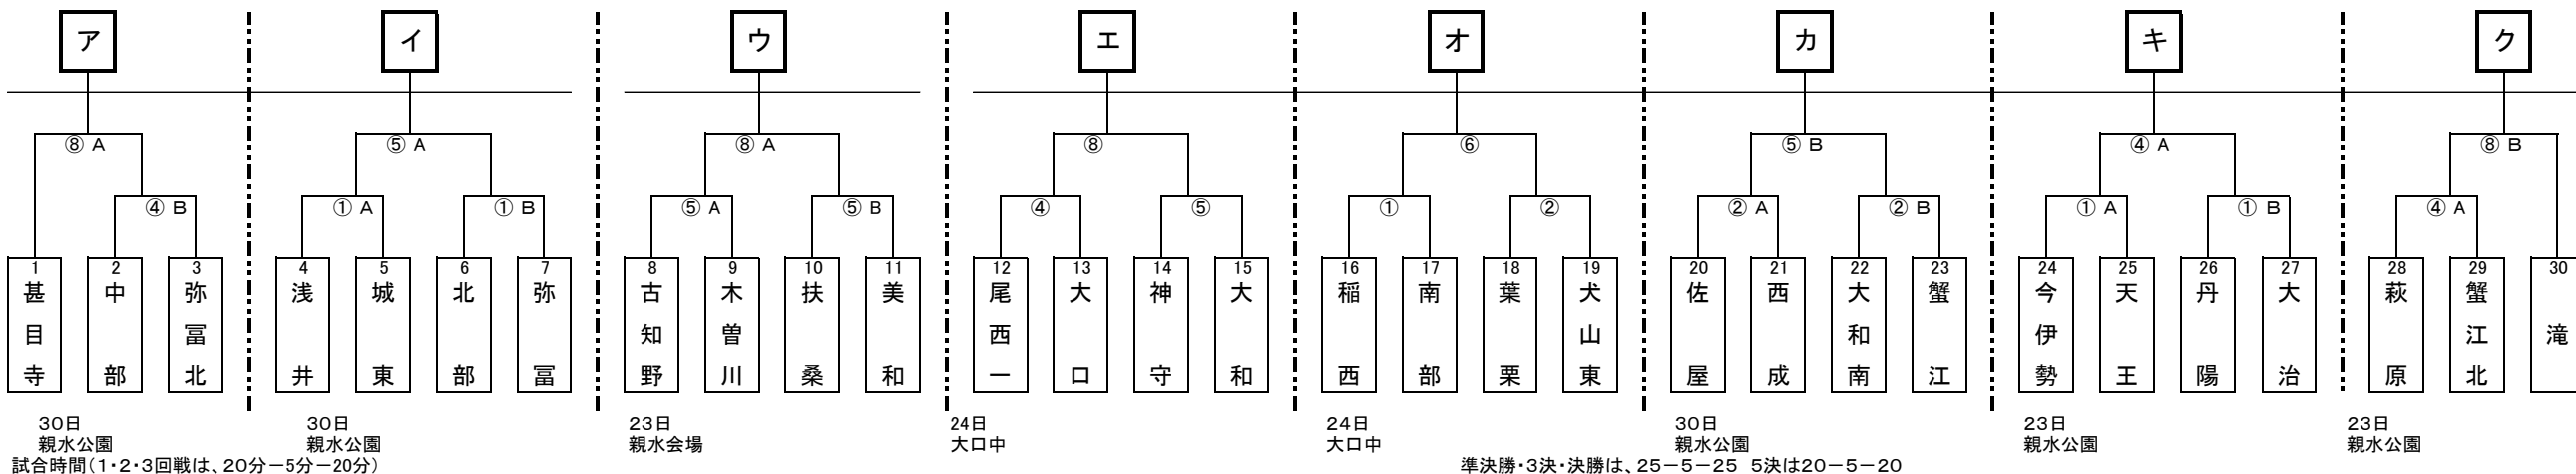 ア イ ウ エ オ カ キ ク
⑧ A ⑤ A ⑧ A ⑧ ⑥ ⑤ B ④ A ⑧ B
④ B ① A ① B ⑤ A ⑤ B ④ ⑤ ① ② ② A ② B ① A ① B ④ A
1 甚目寺
2 中部
3 弥冨北
4 浅井
5 城東
6 北部
7 弥冨
8 古知野
9 木曽川
10 扶桑
11 美和
12 尾西一
13 大口
14 神守
15 大和
16 稲西
17 南部
18 葉栗
19 犬山東
20 佐屋
21 西成
22 大和南
23 蟹江
24 今伊勢
25 天王
26 丹陽
27 大治
28 萩原
29 蟹江北
30 滝
30日 30日 23日 24日 24日 30日 23日 23日
親水公園 親水公園 親水会場 大口中 大口中 親水公園 親水公園 親水公園
試合時間(1・2・3回戦は、20分－5分－20分) 準決勝・3決・決勝は、25－5－25 5決は20－5－20